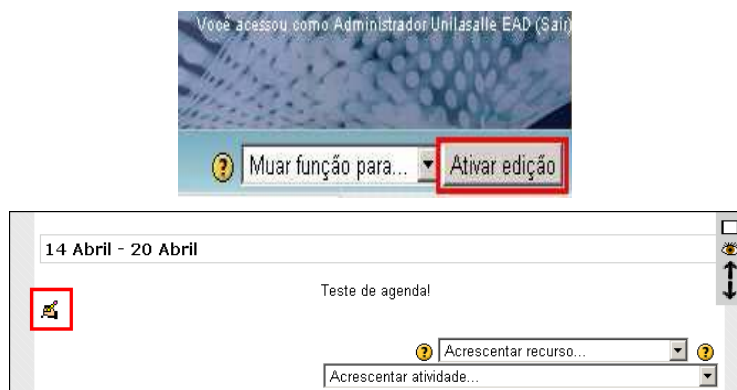 Você acessou como Administrador Unilasalle EAD (Sair)
Muar função para... Ativar edição
14 Abril - 20 Abril
Teste de agenda!
Acrescentar recurso...
Acrescentar atividade...